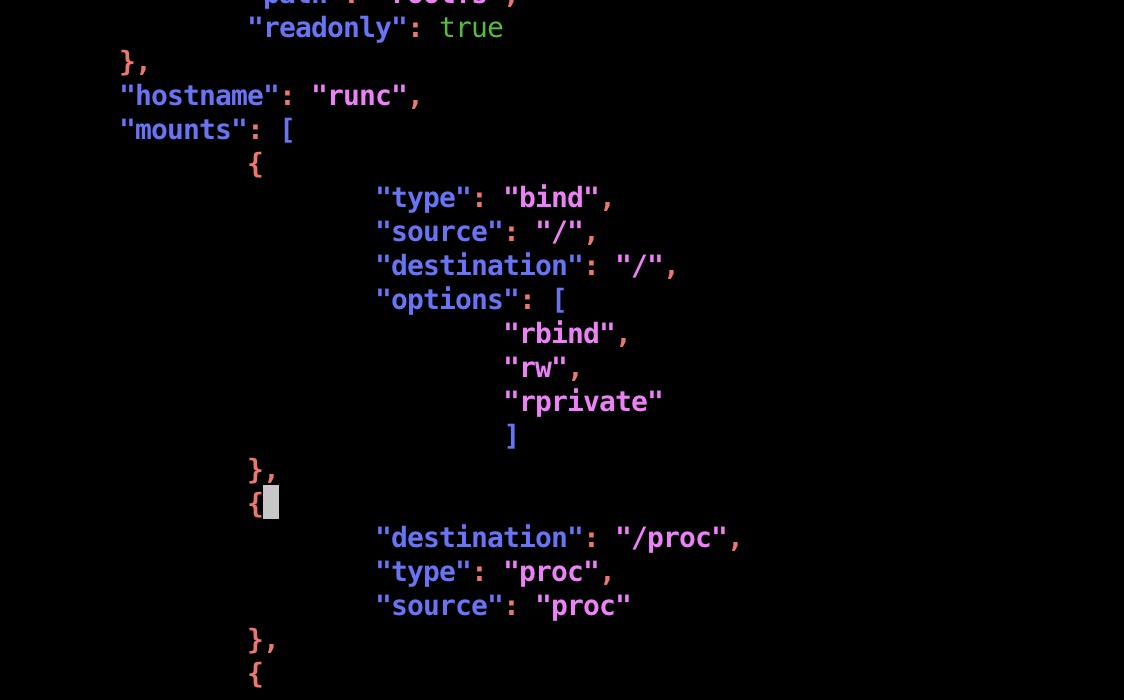 "readonly": true
},
"hostname": "runc",
"mounts": [
{
"type": "bind",
"source": "/",
"destination": "/",
"options": [
"rbind",
"rw",
"rprivate"
]
},
{
"destination": "/proc",
"type": "proc",
"source": "proc"
},
{